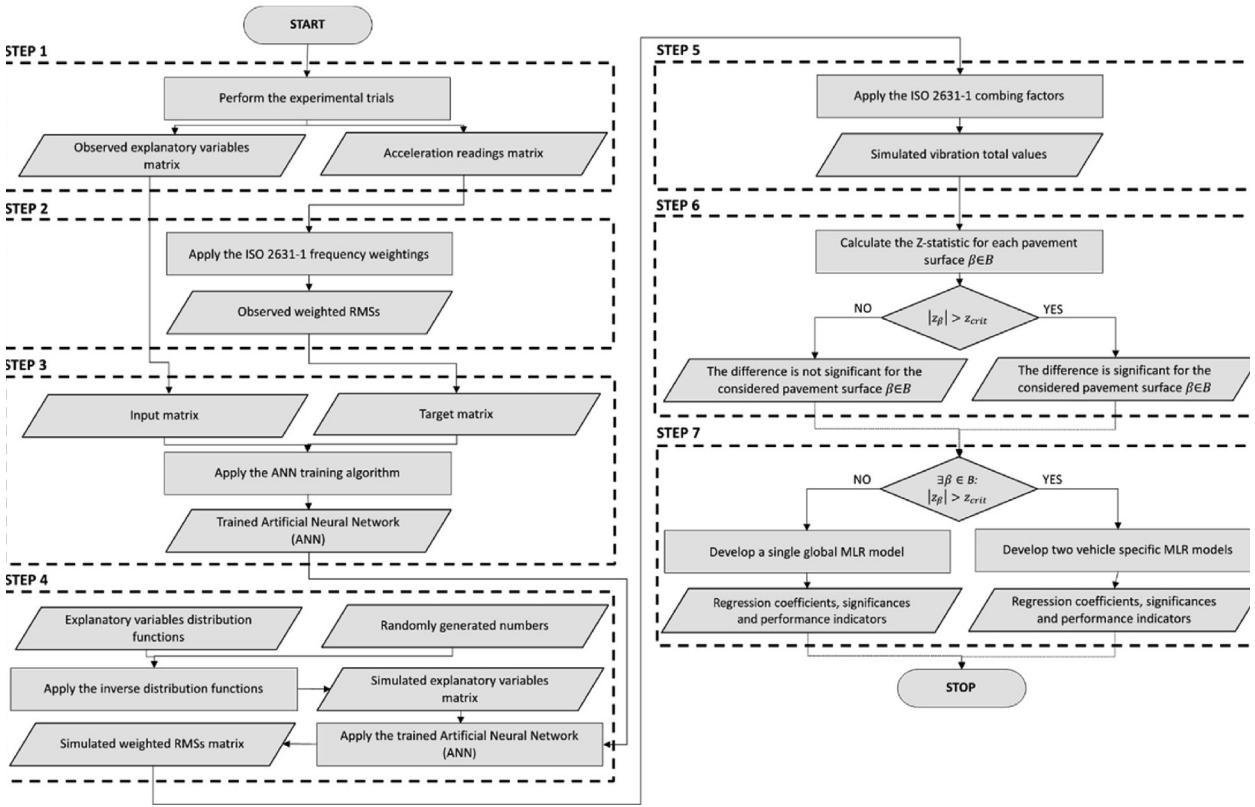 START
STEP 1
Perform the experimental trials
Observed explanatory variables
matrix
Acceleration readings matrix
STEP 2
Apply the ISO 2631-1 frequency weightings
Observed weighted RMSs
STEP 3
Input matrix
Target matrix
Apply the ANN training algorithm
Trained Artificial Neural Network
(ANN)
STEP 4
Explanatory variables distribution
functions
Randomly generated numbers
Apply the inverse distribution functions
Simulated explanatory variables
matrix
Simulated weighted RMSs matrix
Apply the trained Artificial Neural Network
(ANN)
STEP 5
Apply the ISO 2631-1 combing factors
Simulated vibration total values
STEP 6
Calculate the Z-statistic for each pavement
surface β∈B
NO
|z_β| > z_crit
YES
The difference is not significant for the
considered pavement surface β∈B
The difference is significant for the
considered pavement surface β∈B
STEP 7
NO
∃β ∈ B:
|z_β| > z_crit
YES
Develop a single global MLR model
Develop two vehicle specific MLR models
Regression coefficients, significances
and performance indicators
Regression coefficients, significances
and performance indicators
STOP